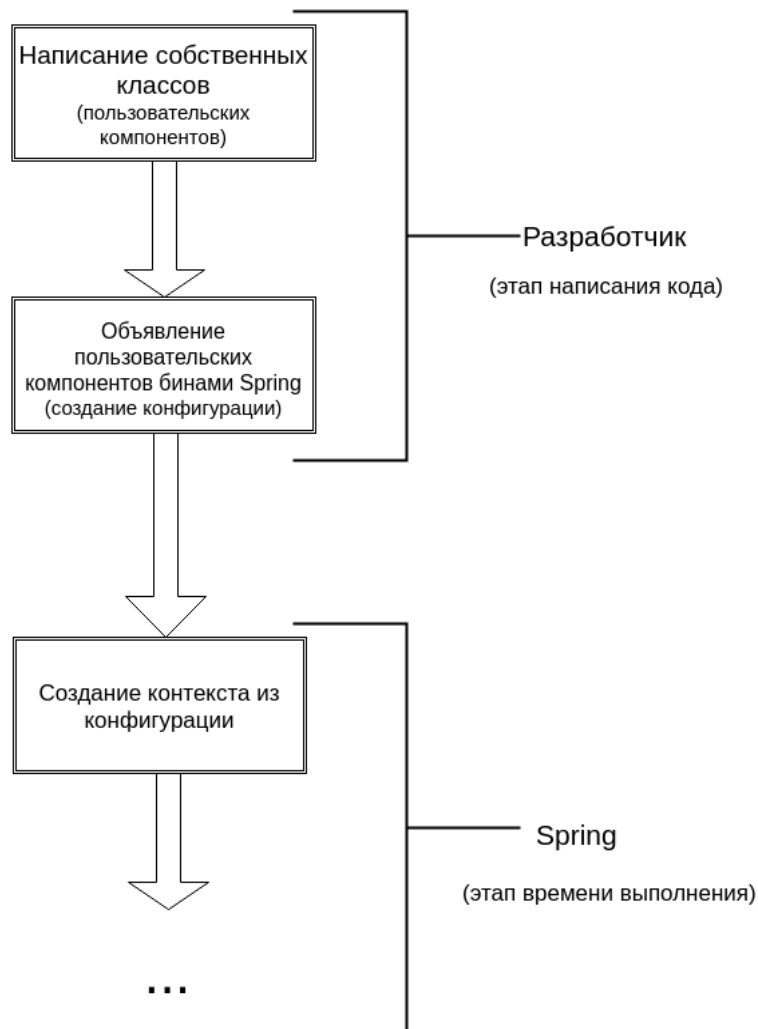 Написание собственных
классов
(пользовательских
компонентов)
Разработчик
(этап написания кода)
Объявление
пользовательских
компонентов бинами Spring
(создание конфигурации)
Создание контекста из
конфигурации
Spring
(этап времени выполнения)
...